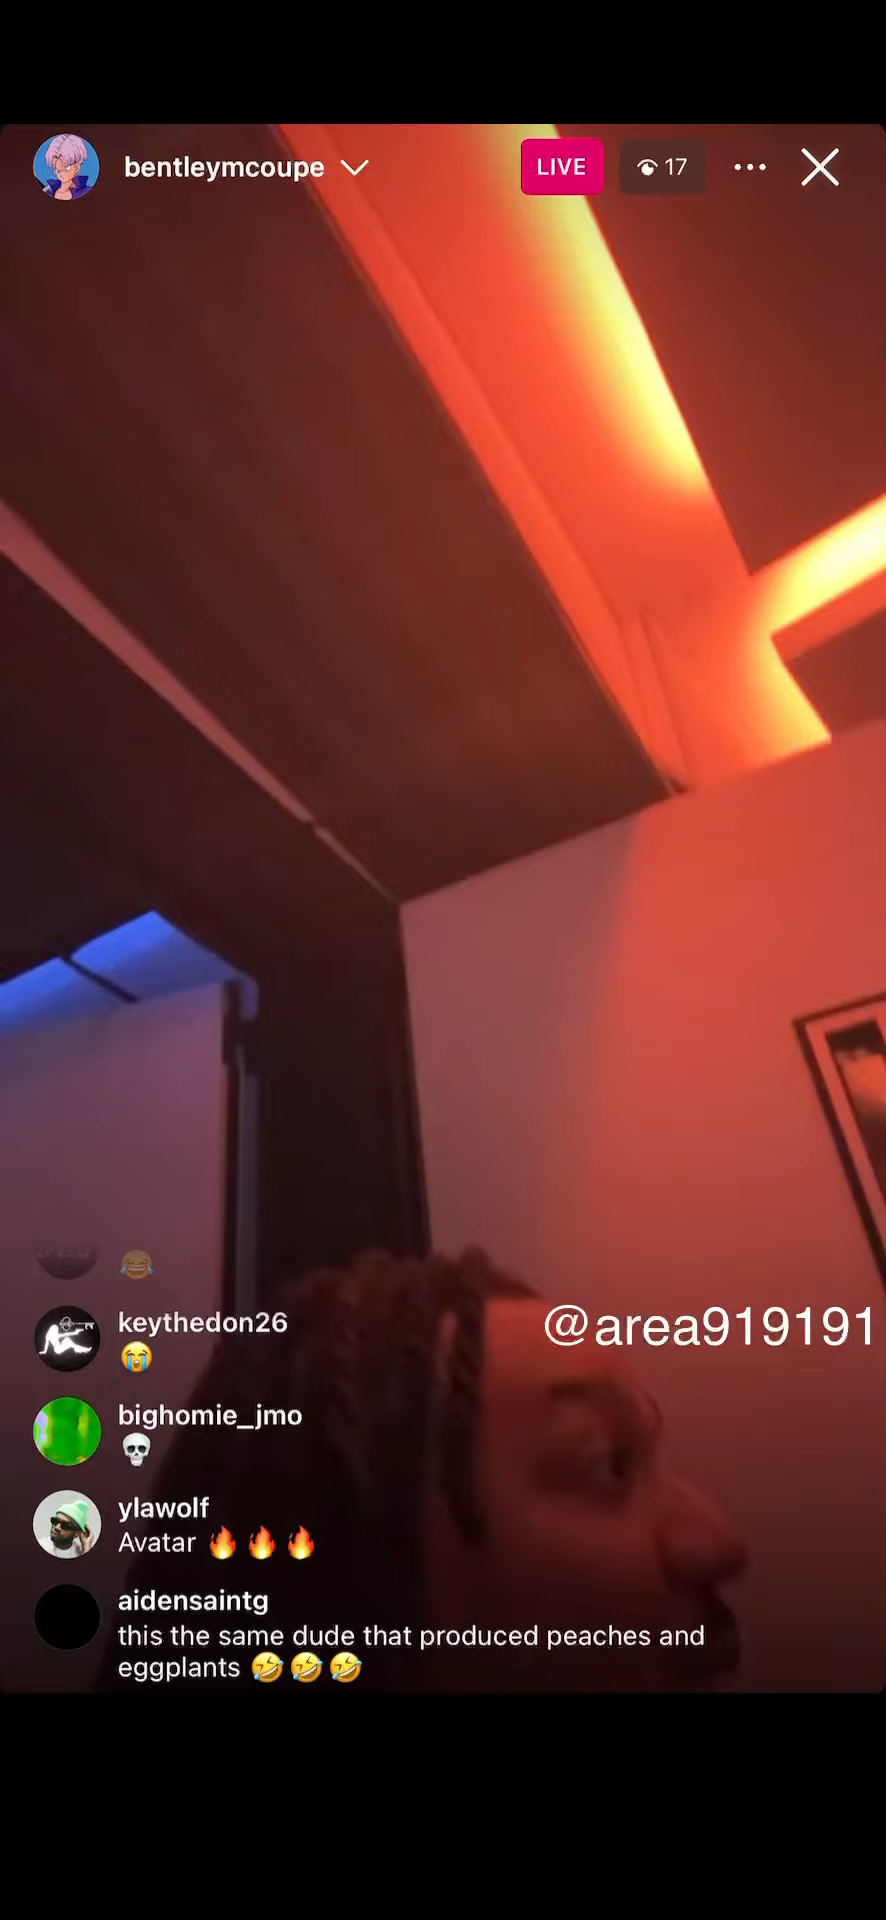 bentleymcoupe
LIVE
17
😂
keythedon26
😭
@area919191
bighomie_jmo
💀
ylawolf
Avatar 🔥🔥🔥
aidensaintg
this the same dude that produced peaches and
eggplants 🤣🤣🤣